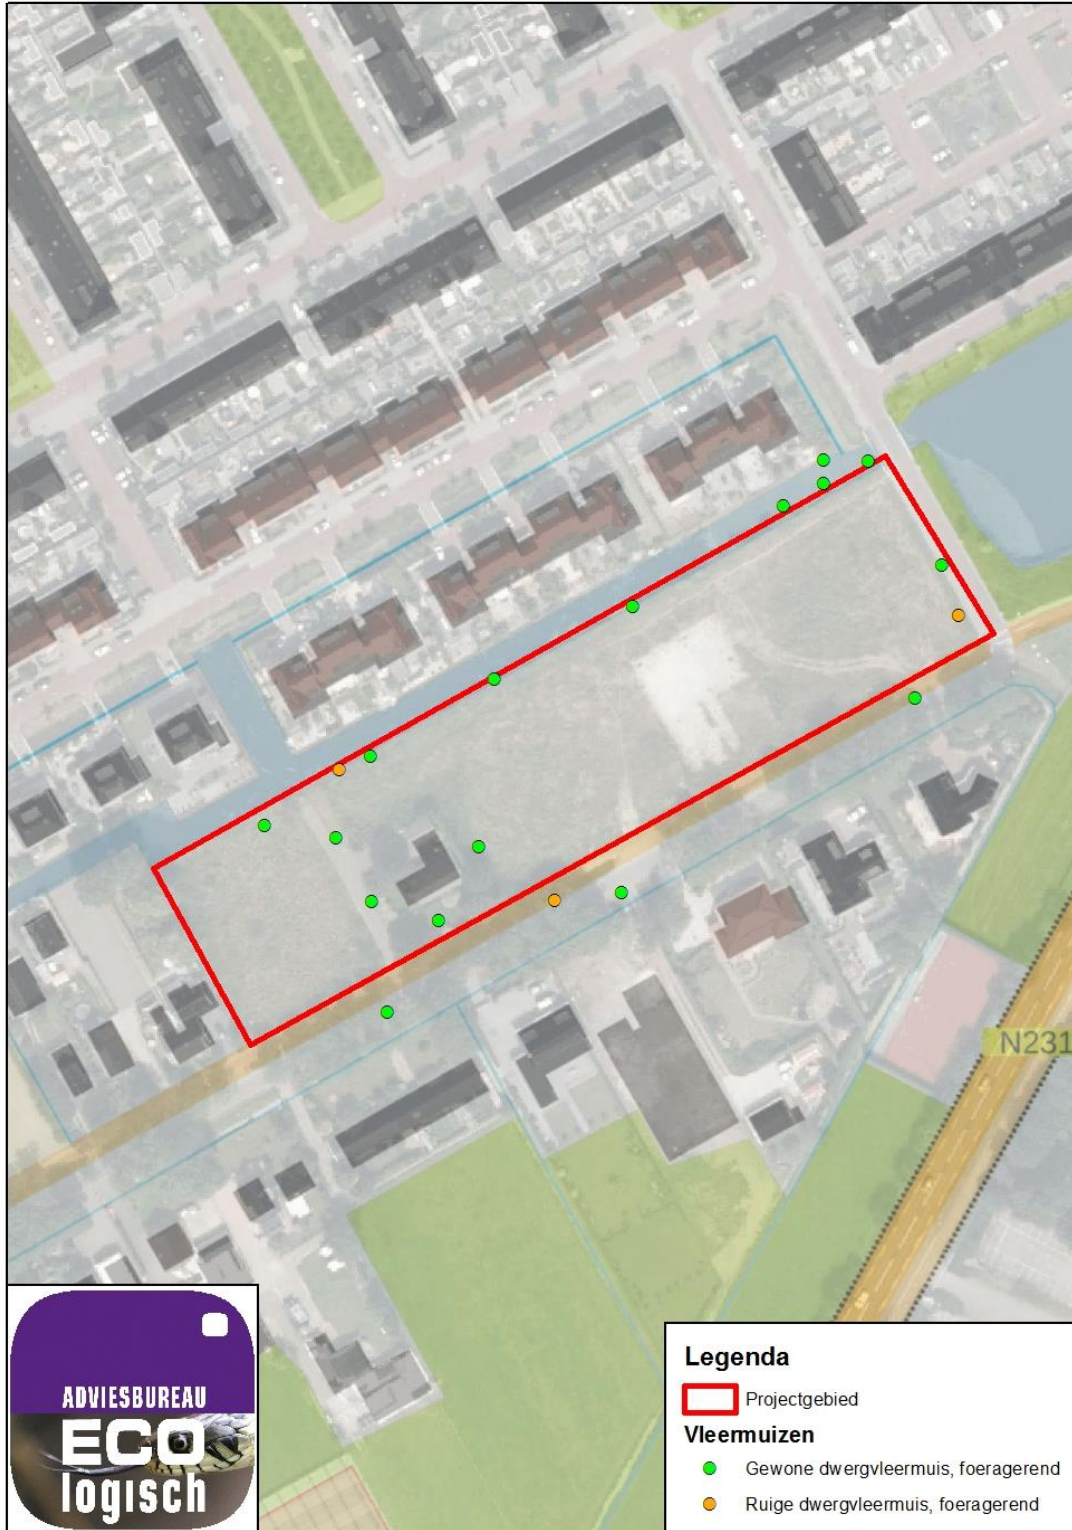 N231
Legenda
Projectgebied
Vleermuizen
Gewone dwergvleermuis, foeragerend
Ruige dwergvleermuis, foeragerend
ADVIESBUREAU
ECO
logisch